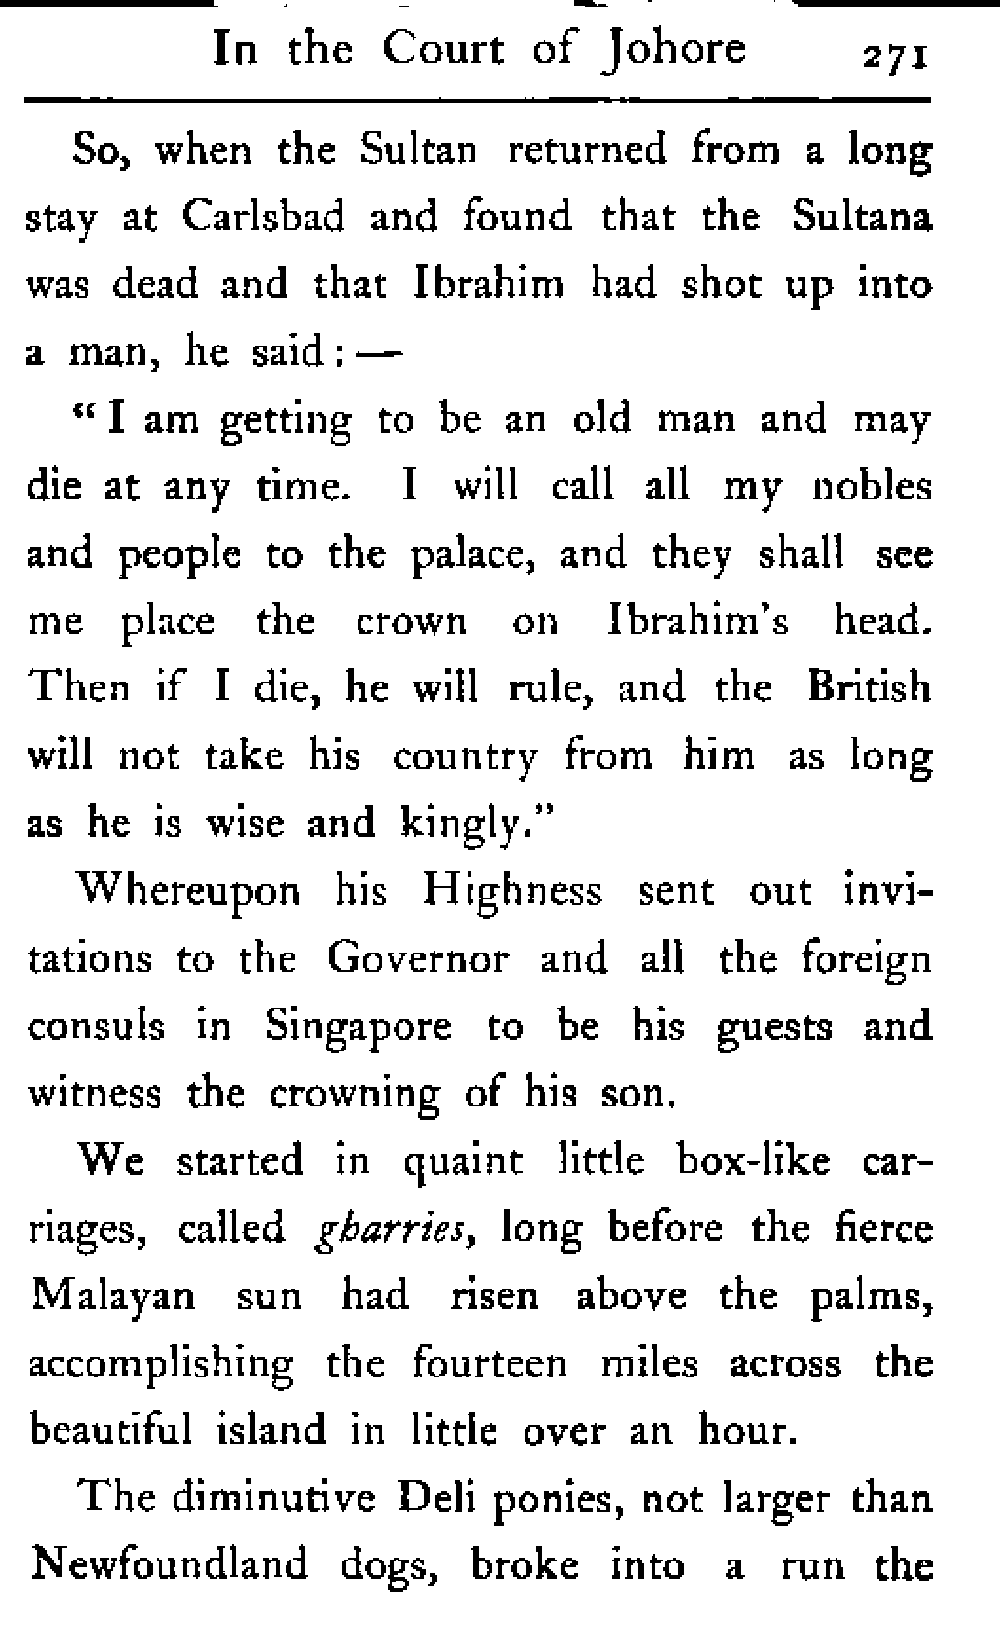 In the Court of Johore 271
So, when the Sultan returned from a long
stay at Carlsbad and found that the Sultana
was dead and that Ibrahim had shot up into
a man, he said: —
“I am getting to be an old man and may
die at any time. I will call all my nobles
and people to the palace, and they shall see
me place the crown on Ibrahim's head.
Then if I die, he will rule, and the British
will not take his country from him as long
as he is wise and kingly.”
Whereupon his Highness sent out invi-
tations to the Governor and all the foreign
consuls in Singapore to be his guests and
witness the crowning of his son.
We started in quaint little box-like car-
riages, called gharries, long before the fierce
Malayan sun had risen above the palms,
accomplishing the fourteen miles across the
beautiful island in little over an hour.
The diminutive Deli ponies, not larger than
Newfoundland dogs, broke into a run the